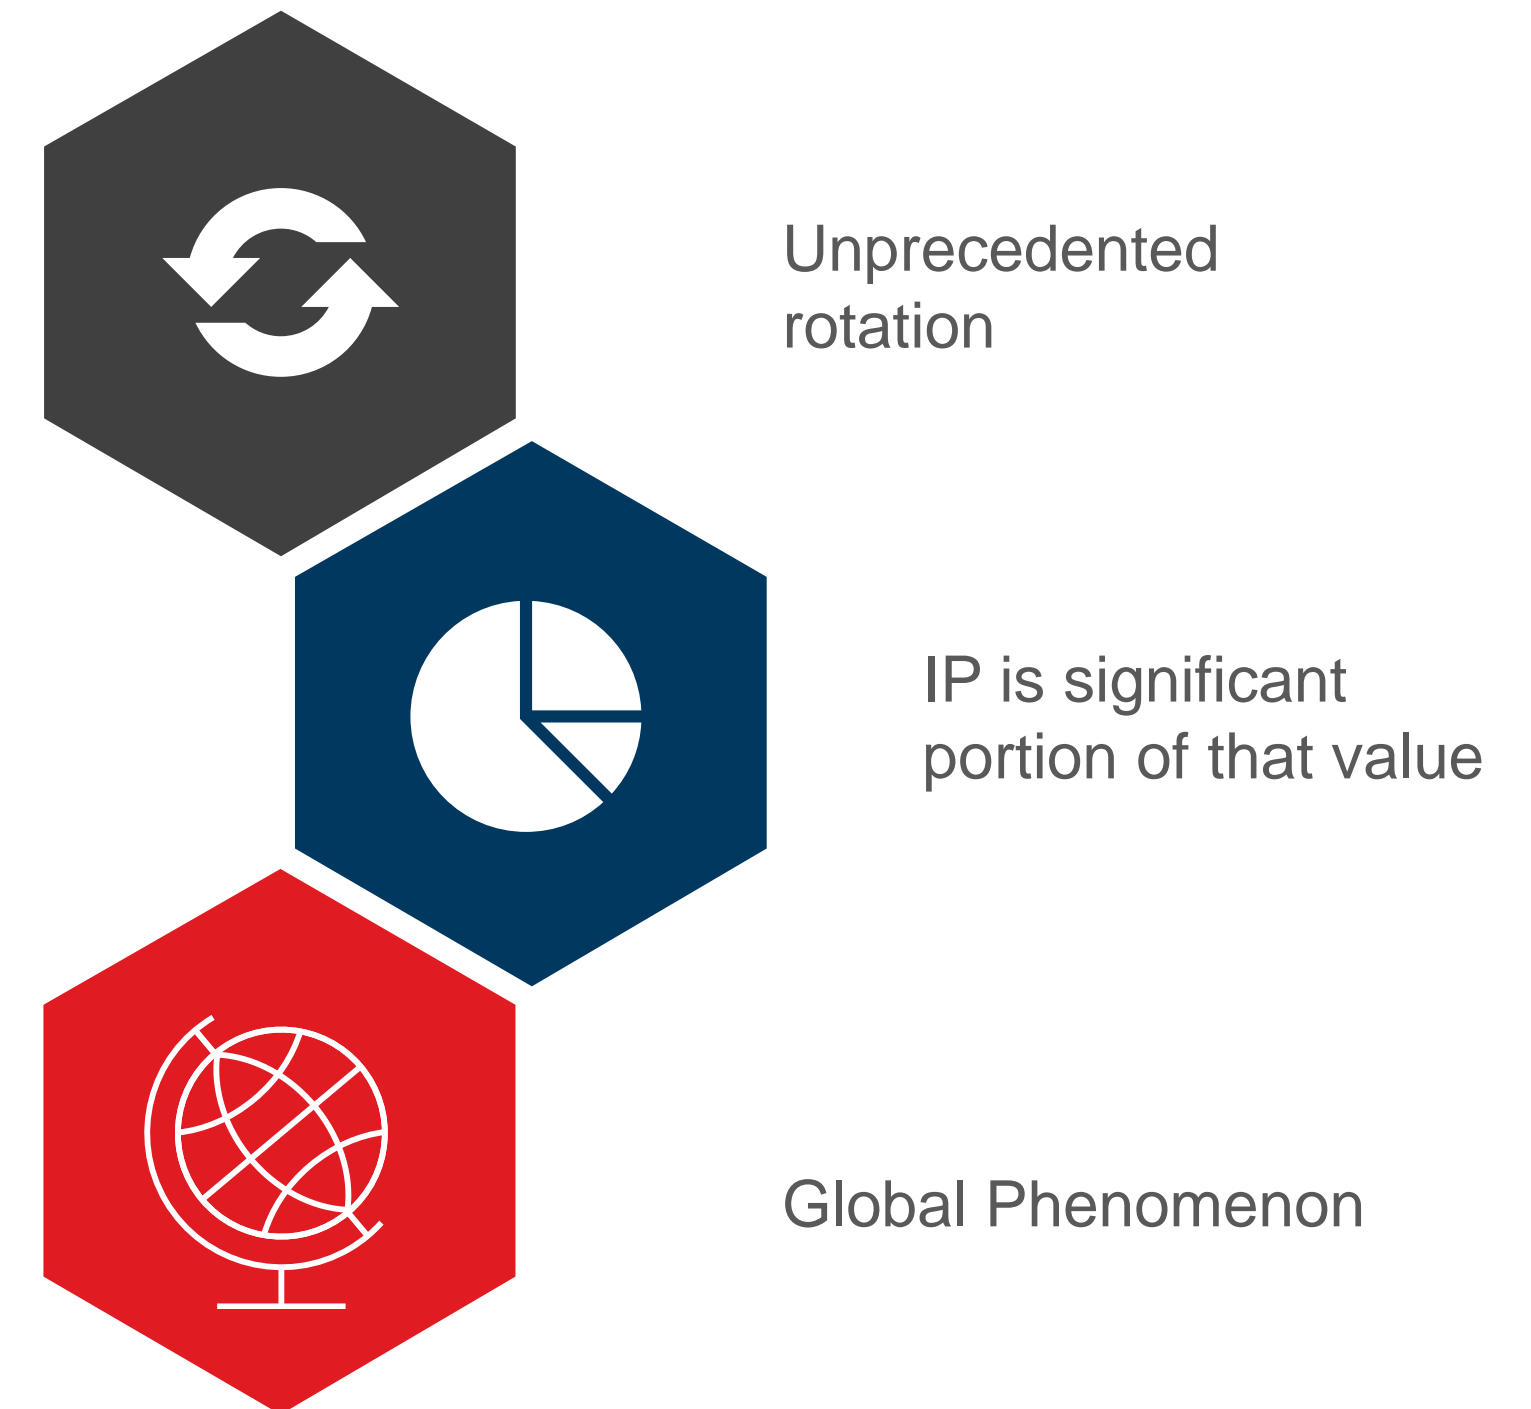 Unprecedented
rotation
IP is significant
portion of that value
Global Phenomenon